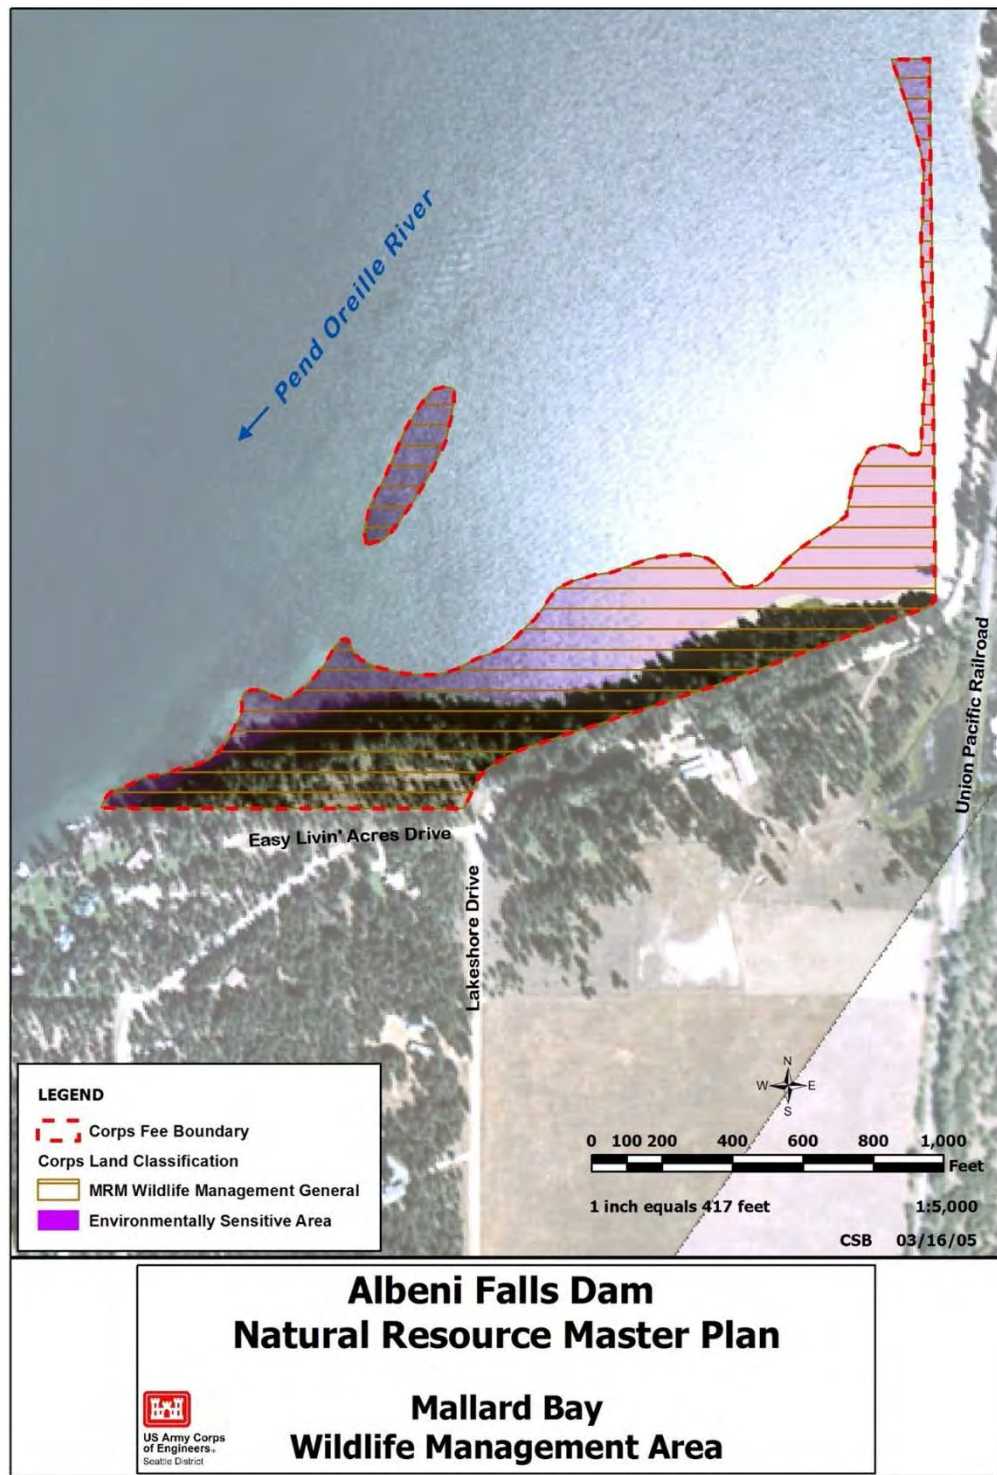 ← Pend Oreille River
Union Pacific Railroad
Easy Livin' Acres Drive
Lakeshore Drive
N
W E
S
LEGEND
Corps Fee Boundary
Corps Land Classification
MRM Wildlife Management General
Environmentally Sensitive Area
0 100 200 400 600 800 1,000
Feet
1 inch equals 417 feet 1:5,000
CSB 03/16/05
Albeni Falls Dam
Natural Resource Master Plan
Mallard Bay
Wildlife Management Area
US Army Corps
of Engineers®
Seattle District